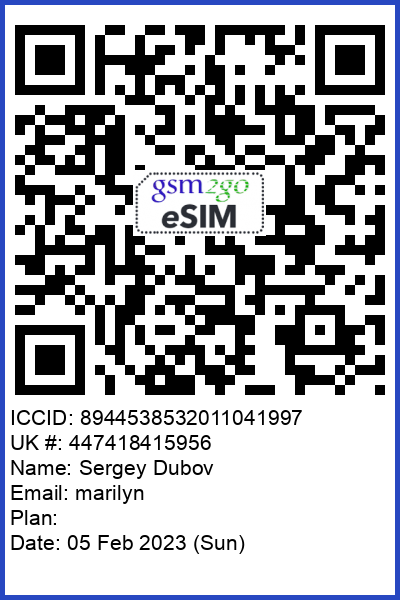 gsm2go
eSIM
ICCID: 8944538532011041997
UK #: 447418415956
Name: Sergey Dubov
Email: marilyn
Plan:
Date: 05 Feb 2023 (Sun)